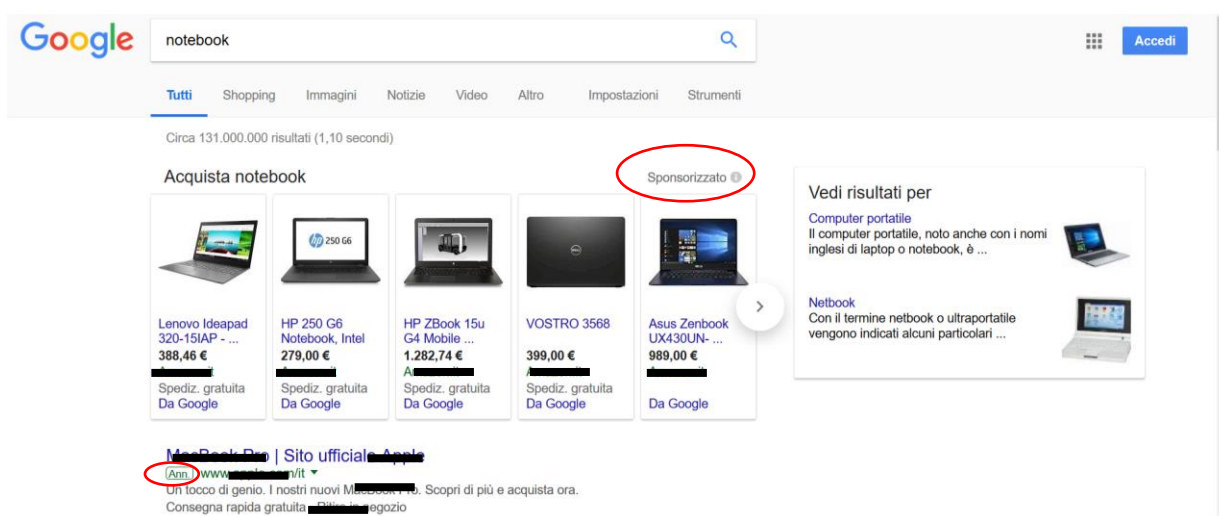 Google
notebook
Accedi
Tutti Shopping Immagini Notizie Video Altro Impostazioni Strumenti
Circa 131.000.000 risultati (1,10 secondi)
Acquista notebook
Sponsorizzato
hp 250 G6
Lenovo Ideapad
320-15IAP - ...
388,46 €
Spediz. gratuita
Da Google
HP 250 G6
Notebook, Intel
279,00 €
Spediz. gratuita
Da Google
HP ZBook 15u
G4 Mobile ...
1.282,74 €
Spediz. gratuita
Da Google
VOSTRO 3568
399,00 €
Spediz. gratuita
Da Google
Asus Zenbook
UX430UN- ...
989,00 €
Da Google
Vedi risultati per
Computer portatile
Il computer portatile, noto anche con i nomi
inglesi di laptop o notebook, è ...
Netbook
Con il termine netbook o ultraportatile
vengono indicati alcuni particolari ...
| Sito ufficiale
Ann. /it
Un tocco di genio. I nostri nuovi Scopri di più e acquista ora.
Consegna rapida gratuita